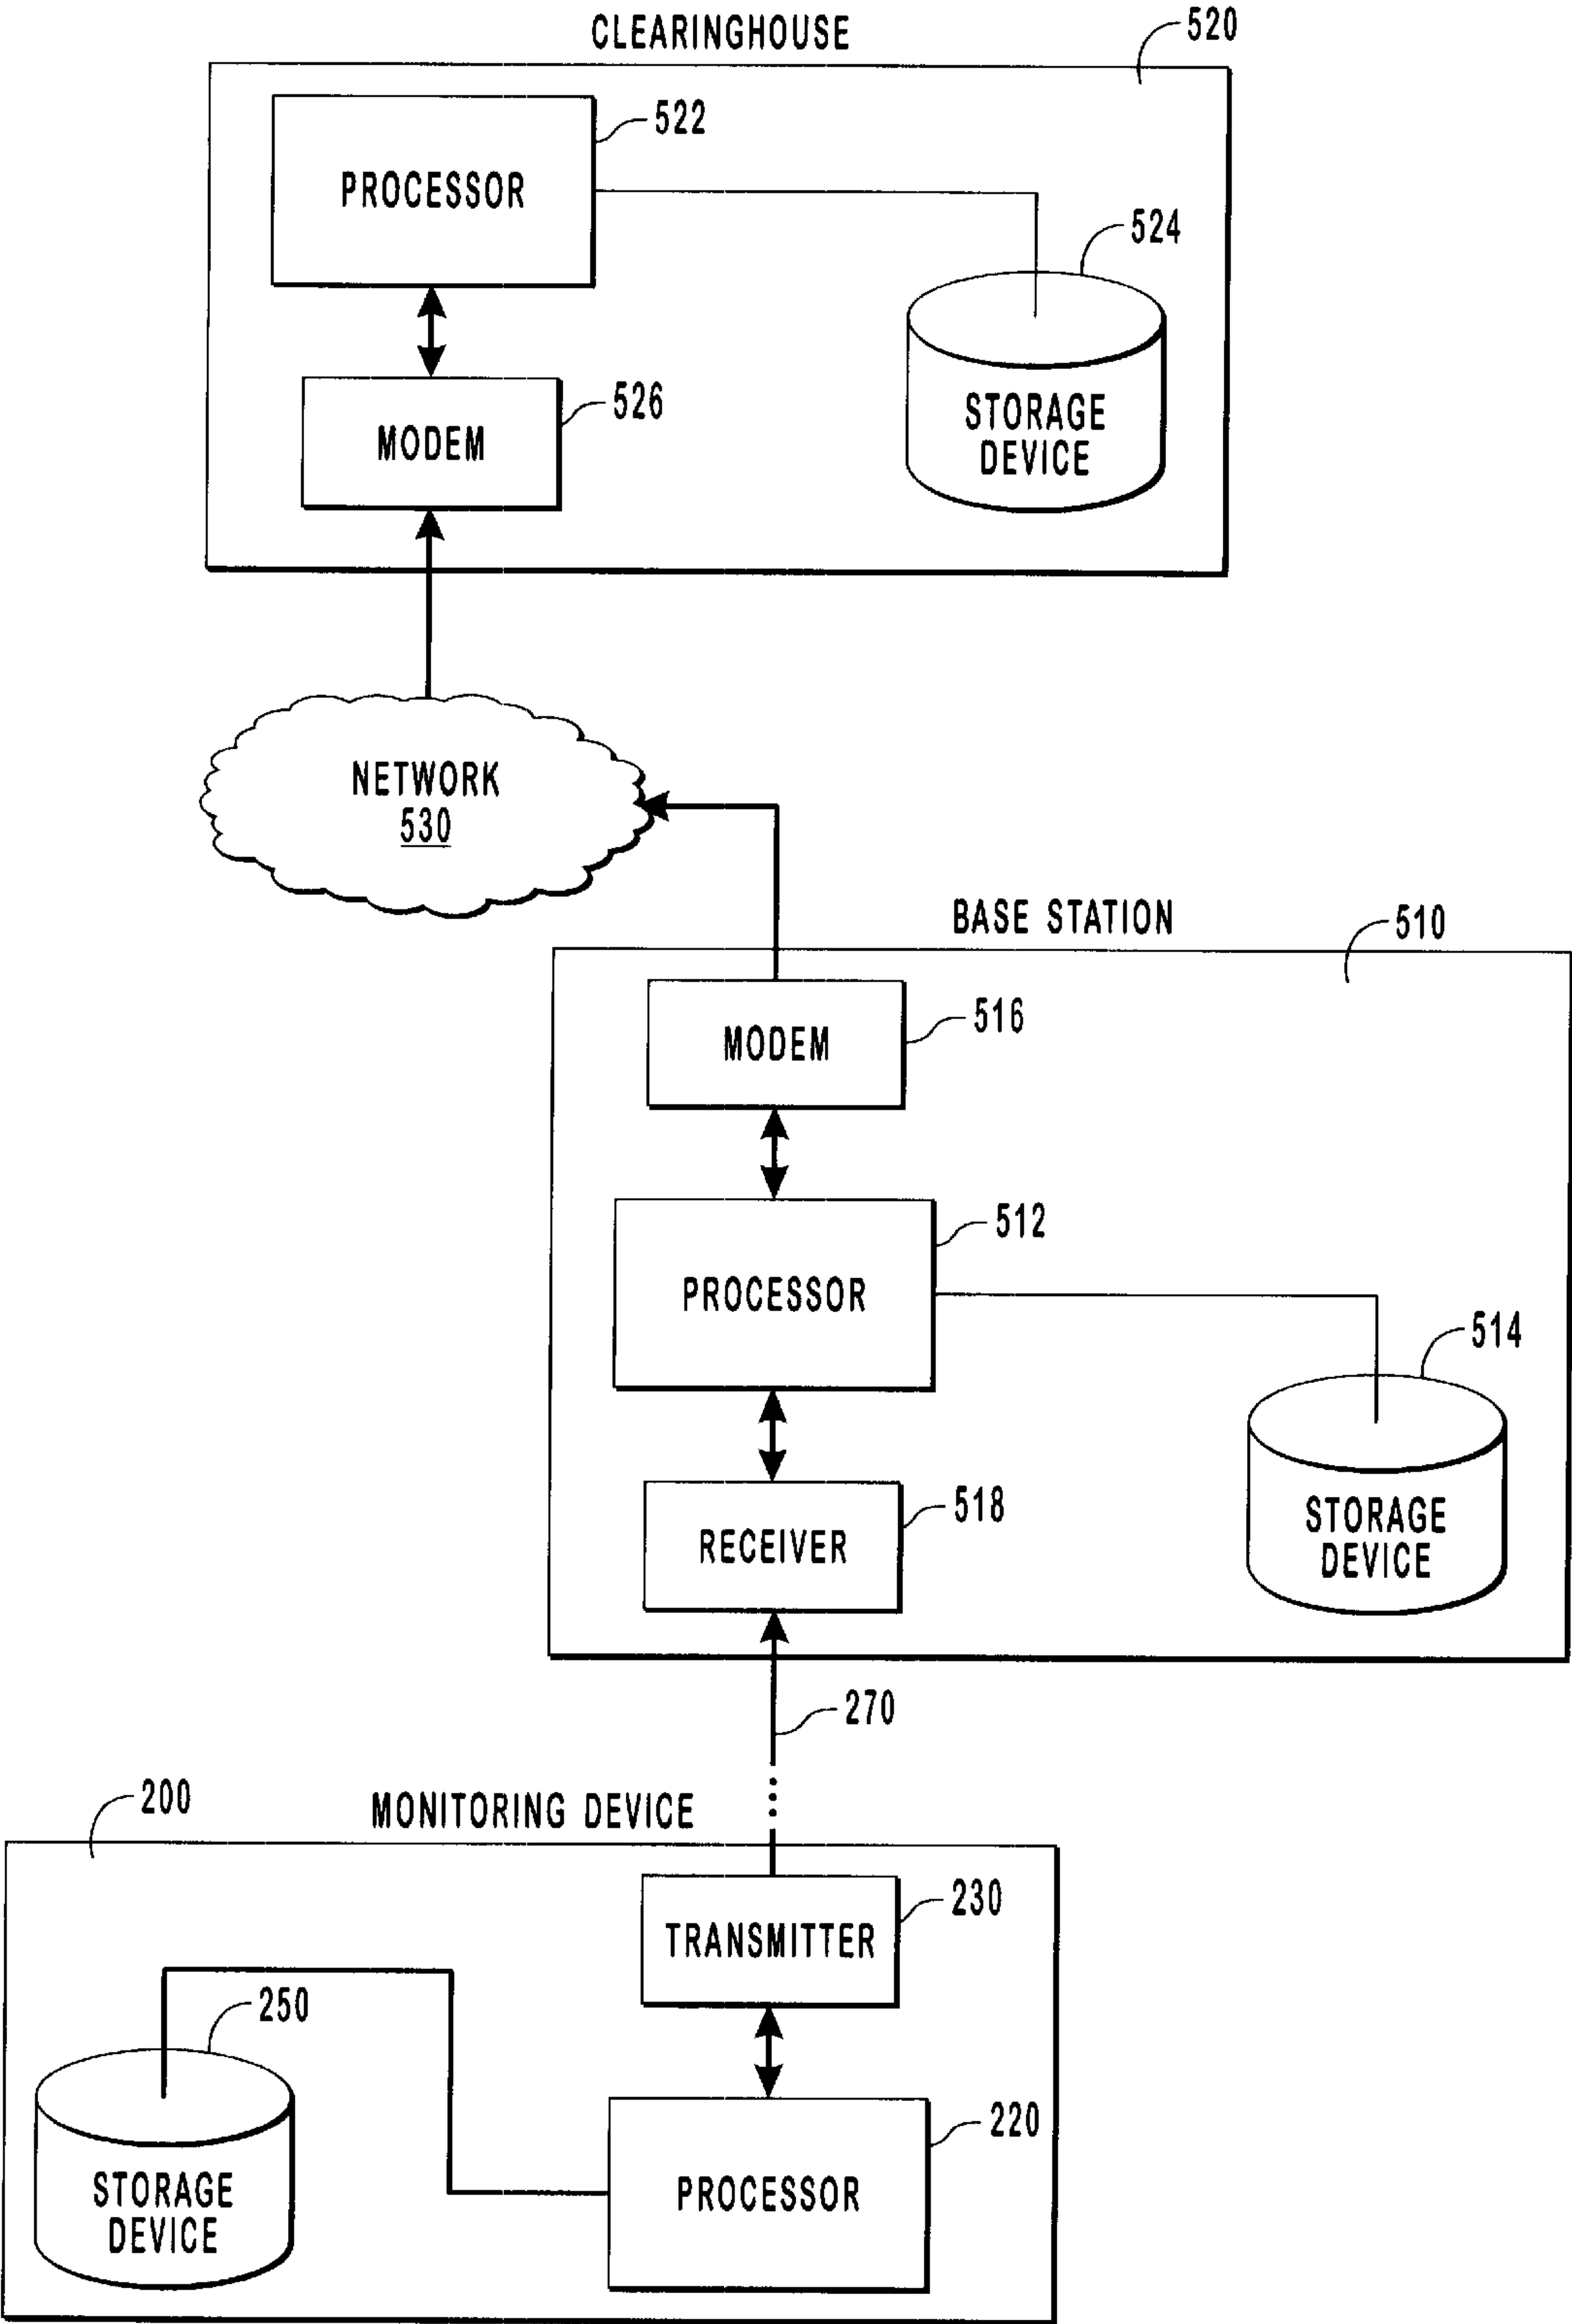 CLEARINGHOUSE
520
522
PROCESSOR
524
526
MODEM
STORAGE
DEVICE
NETWORK
530
BASE STATION
510
516
MODEM
512
PROCESSOR
514
518
RECEIVER
STORAGE
DEVICE
270
200
MONITORING DEVICE
230
TRANSMITTER
250
220
STORAGE
DEVICE
PROCESSOR